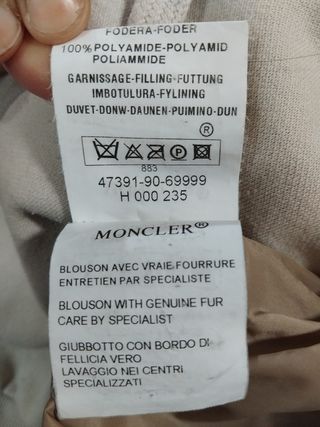 FODERA-FODER
100% POLYAMIDE-POLYAMID
POLIAMMIDE
GARNISSAGE-FILLING-FUTTUNG
IMBOTULURA-FYLINING
DUVET-DONW-DAUNEN-PUIMINO-DUN
®
P
883
47391-90-69999
H 000 235
MONCLER®
BLOUSON AVEC VRAIE FOURRURE
ENTRETIEN PAR SPECIALISTE
BLOUSON WITH GENUINE FUR
CARE BY SPECIALIST
GIUBBOTTO CON BORDO DI
FELLICIA VERO
LAVAGGIO NEI CENTRI
SPECIALIZZATI